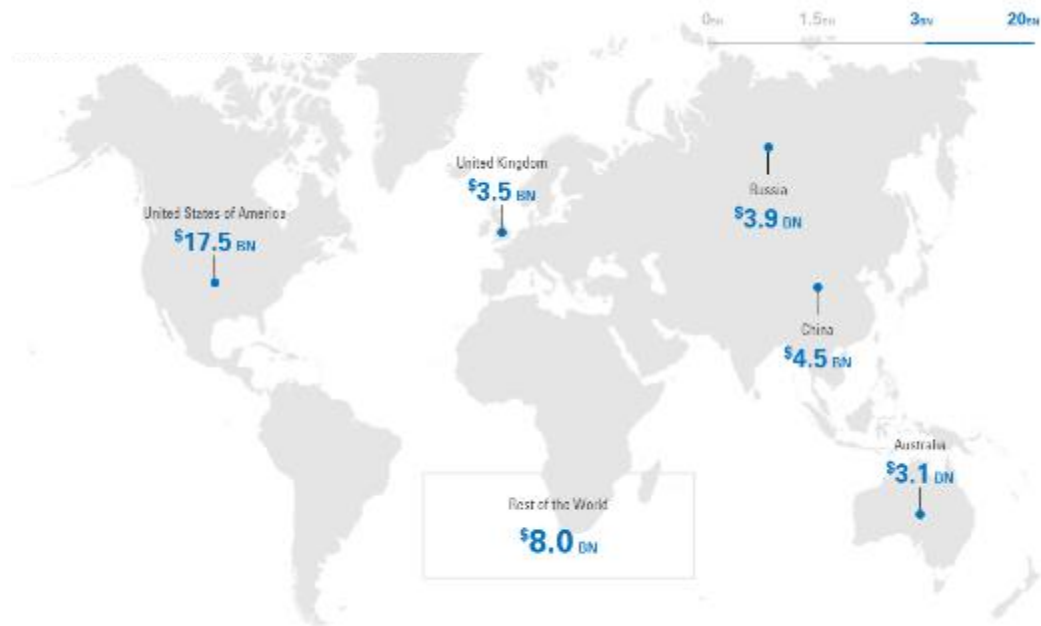 0BN 1.5BN 3BN 20BN
United Kingdom
$3.5 BN
Russia
$3.9 BN
United States of America
$17.5 BN
China
$4.5 BN
Australia
$3.1 BN
Rest of the World
$8.0 BN